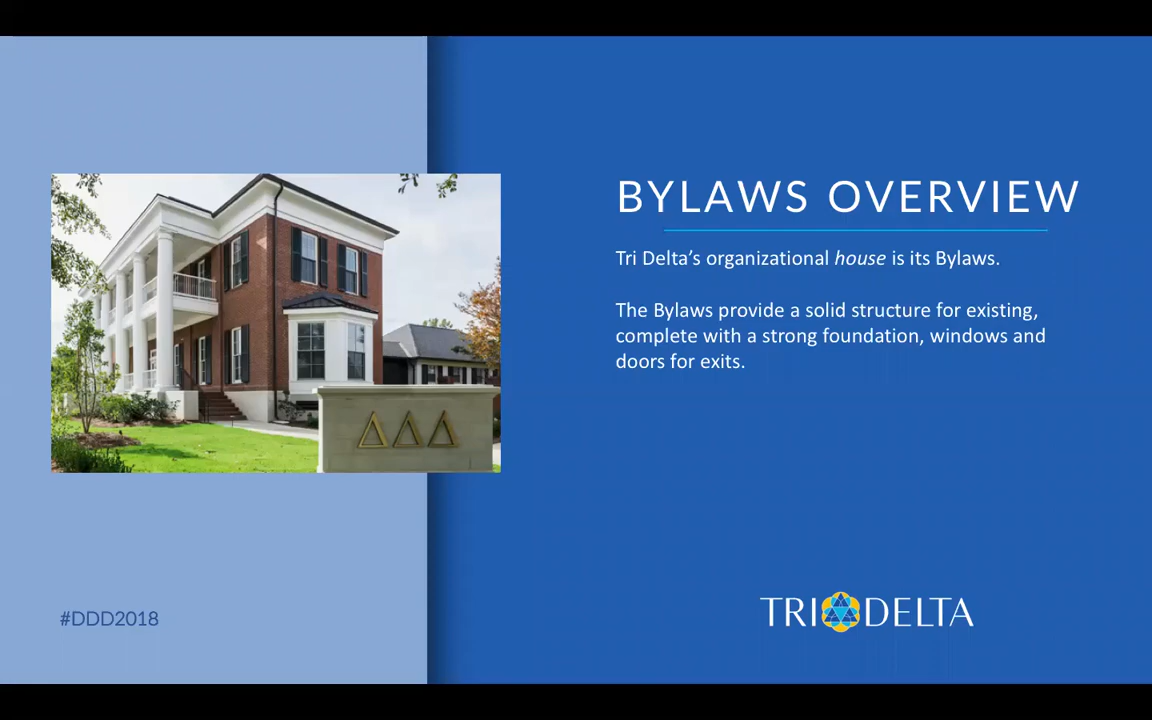 BYLAWS OVERVIEW
Tri Delta’s organizational house is its Bylaws.
The Bylaws provide a solid structure for existing,
complete with a strong foundation, windows and
doors for exits.
ΔΔΔ
#DDD2018
TRI DELTA